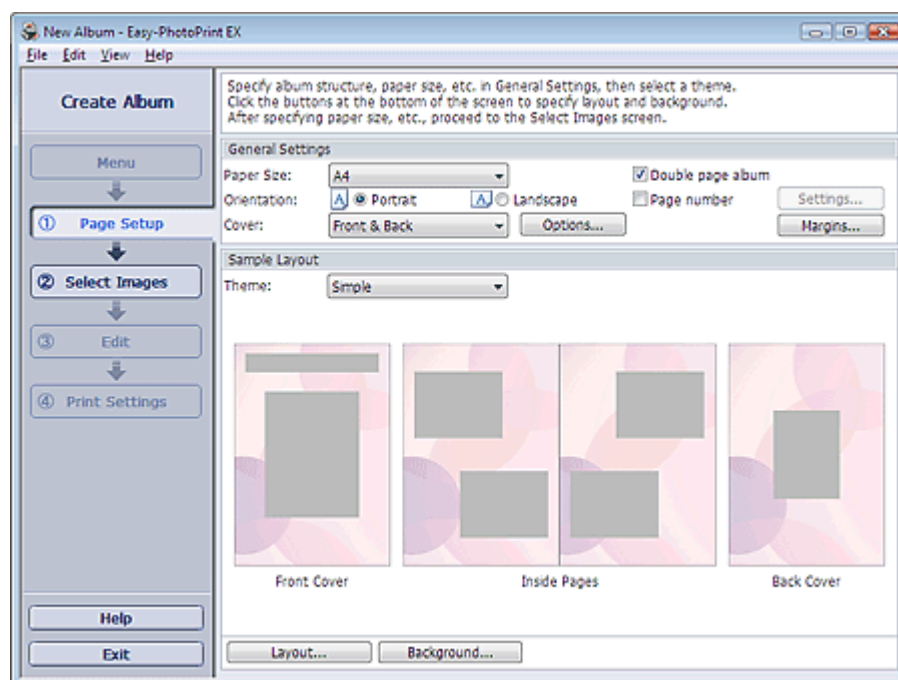 New Album - Easy-PhotoPrint EX
File Edit View Help
Create Album
Menu
① Page Setup
② Select Images
③ Edit
④ Print Settings
Help
Exit
Specify album structure, paper size, etc. in General Settings, then select a theme.
Click the buttons at the bottom of the screen to specify layout and background.
After specifying paper size, etc., proceed to the Select Images screen.
General Settings
Paper Size: A4 Double page album
Orientation: A Portrait A Landscape Page number Settings...
Cover: Front & Back Options... Margins...
Sample Layout
Theme: Simple
Front Cover Inside Pages Back Cover
Layout... Background...